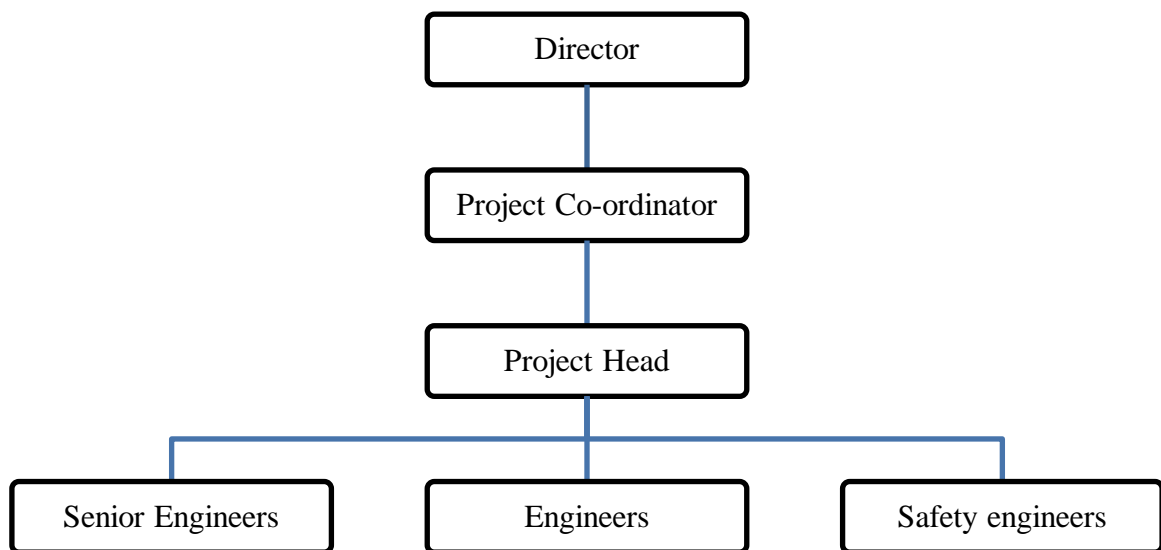 Director
Project Co-ordinator
Project Head
Senior Engineers
Engineers
Safety engineers